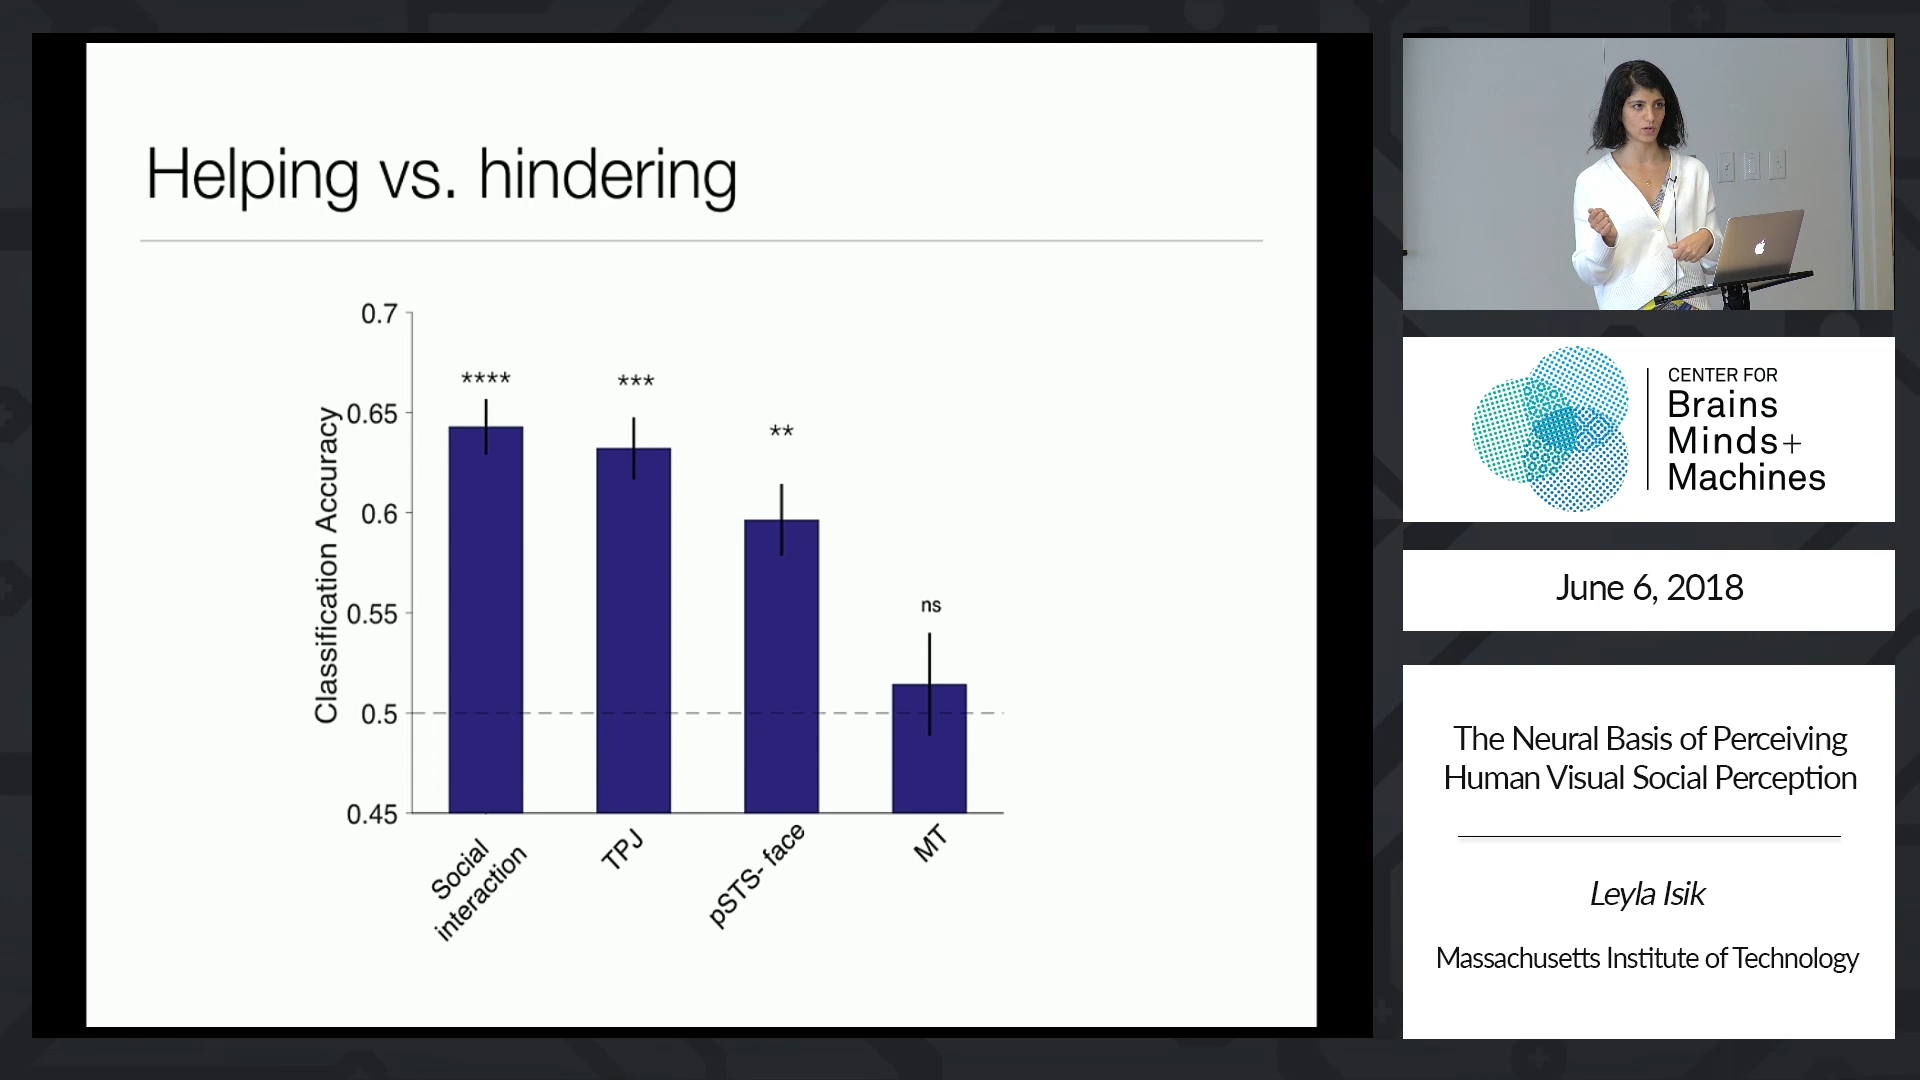 Helping vs. hindering
Classification Accuracy
0.7
0.65
0.6
0.55
0.5
0.45
****
***
**
ns
Social
interaction
TPJ
pSTS- face
MT
CENTER FOR
Brains
Minds+
Machines
June 6, 2018
The Neural Basis of Perceiving
Human Visual Social Perception
Leyla Isik
Massachusetts Institute of Technology